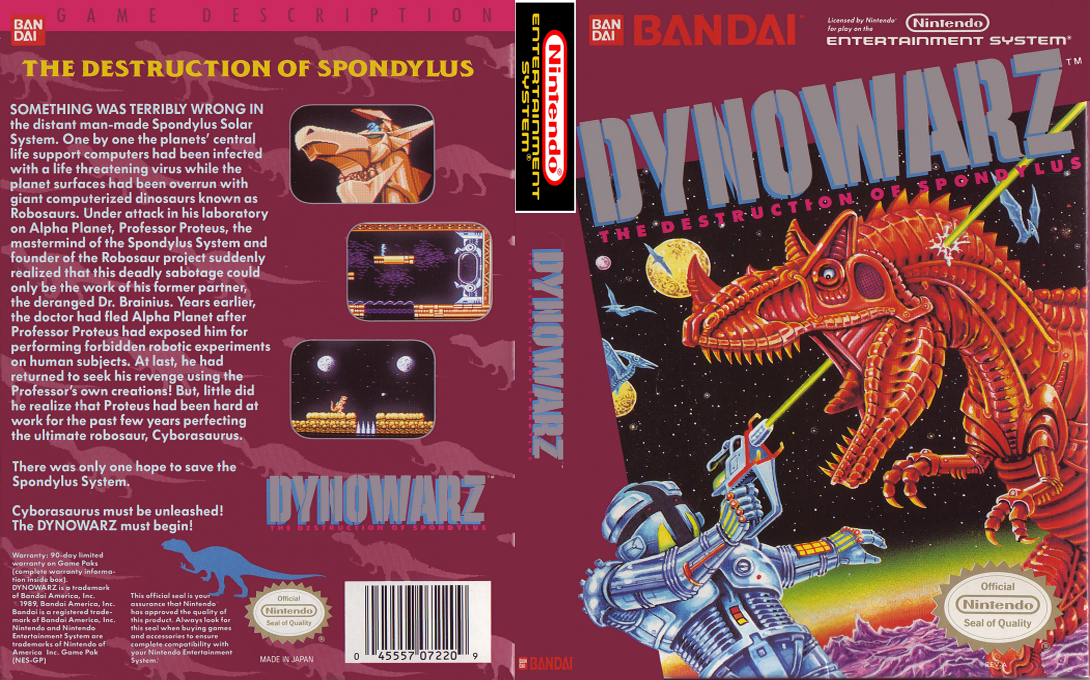 GAME DESCRIPTION
BAN
DAI
THE DESTRUCTION OF SPONDYLUS
SOMETHING WAS TERRIBLY WRONG IN
the distant man-made Spondylus Solar
System. One by one the planets' central
life support computers had been infected
with a life threatening virus while the
planet surfaces had been overrun with
giant computerized dinosaurs known as
Robosaurs. Under attack in his laboratory
on Alpha Planet, Professor Proteus, the
mastermind of the Spondylus System and
founder of the Robosaur project suddenly
realized that this deadly sabotage could
only be the work of his former partner,
the deranged Dr. Brainius. Years earlier,
the doctor had fled Alpha Planet after
Professor Proteus had exposed him for
performing forbidden robotic experiments
on human subjects. At last, he had
returned to seek his revenge using the
Professor's own creations! But, little did
he realize that Proteus had been hard at
work for the past few years perfecting
the ultimate robosaur, Cyborasaurus.
There was only one hope to save the
Spondylus System.
Cyborasaurus must be unleashed!
The DYNOWARZ must begin!
DYNOWARZ™
THE DESTRUCTION OF SPONDYLUS
Warranty: 90-day limited
warranty on Game Paks
(complete warranty informa-
tion inside box).
DYNOWARZ is a trademark
of Bandai America, Inc.
© 1989, Bandai America, Inc.
Bandai is a registered trade-
mark of Bandai America, Inc.
Nintendo and Nintendo
Entertainment System are
trademarks of Nintendo of
America Inc. Game Pak
(NES-GP)
This official seal is your
assurance that Nintendo
has approved the quality of
this product. Always look for
this seal when buying games
and accessories to ensure
complete compatibility with
your Nintendo Entertainment
System.
Official
Nintendo
Seal of Quality
®
MADE IN JAPAN
0 45557 07220 9
Nintendo®
ENTERTAINMENT
SYSTEM®
DYNOWARZ
BAN
DAI
BANDAI
BAN
DAI
BANDAI®
Licensed by Nintendo®
for play on the
Nintendo
ENTERTAINMENT SYSTEM®
DYNOWARZ™
THE DESTRUCTION OF SPONDYLUS
Official
Nintendo
Seal of Quality
REV-A